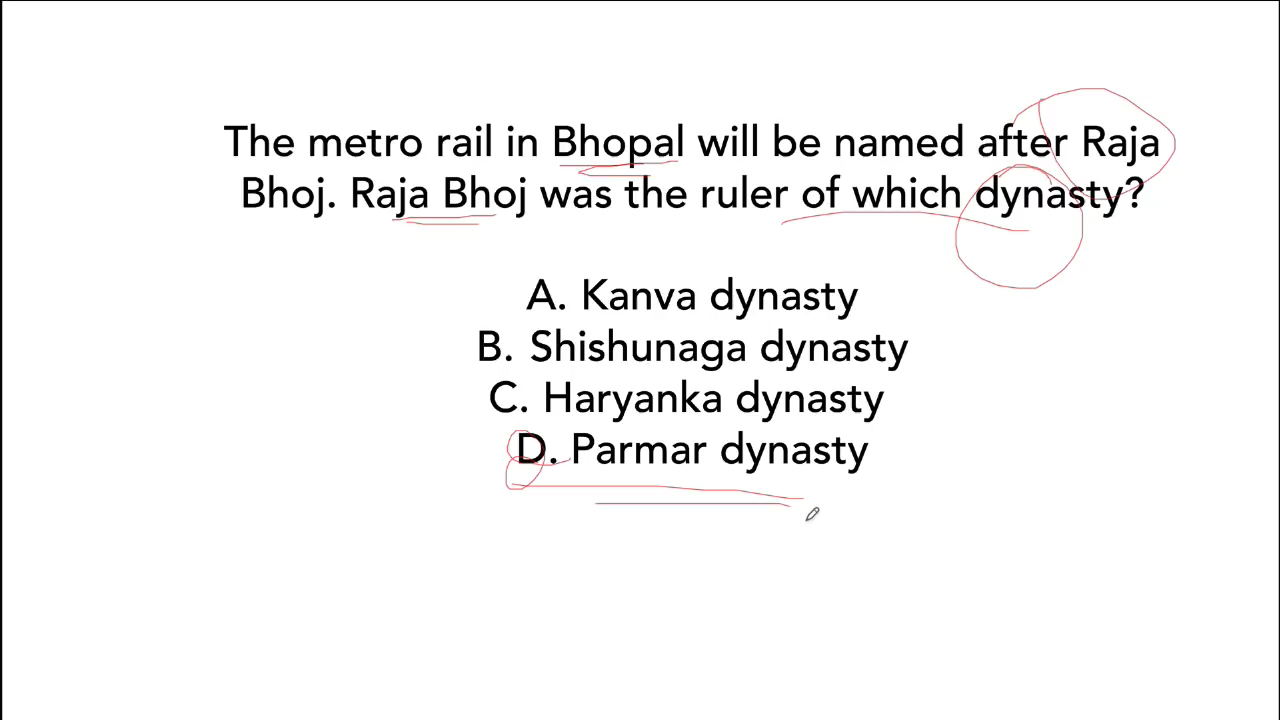 The metro rail in Bhopal will be named after Raja
Bhoj. Raja Bhoj was the ruler of which dynasty?
A. Kanva dynasty
B. Shishunaga dynasty
C. Haryanka dynasty
D. Parmar dynasty